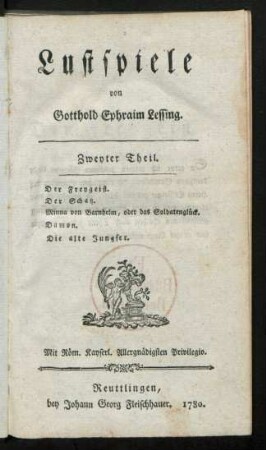 Lustspiele
von
Gotthold Ephraim Lessing.
Zweyter Theil.
Der Freygeist.
Der Schatz.
Minna von Barnhelm, oder das Soldatenglück.
Damon.
Die alte Jungfer.
Mit Röm. Kayserl. Allergnädigsten Privilegio.
Reuttlingen,
bey Johann Georg Fleischhauer. 1780.